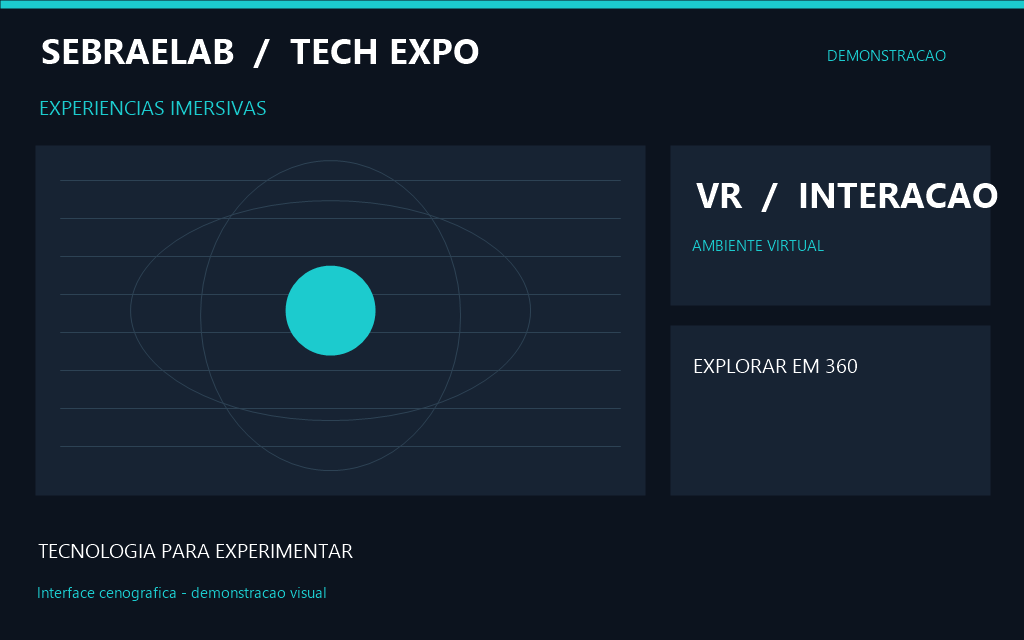 SEBRAELAB / TECH EXPO
DEMONSTRACAO
EXPERIENCIAS IMERSIVAS
VR / INTERACAO
AMBIENTE VIRTUAL
EXPLORAR EM 360
TECNOLOGIA PARA EXPERIMENTAR
Interface cenografica - demonstracao visual